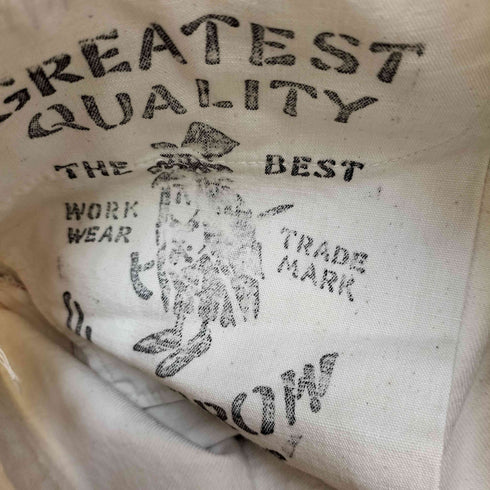 GREATEST
QUALITY
THE BEST
WORK
WEAR
TRADE
MARK